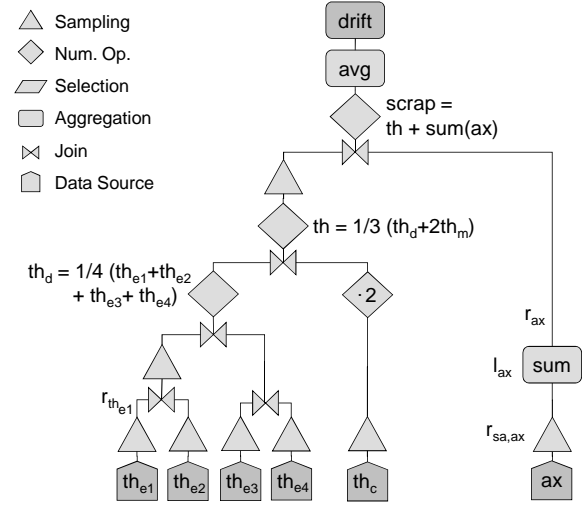 Sampling
Num. Op.
Selection
Aggregation
Join
Data Source
drift
avg
scrap =
th + sum(ax)
th = 1/3 (th_d+2th_m)
th_d = 1/4 (th_e1+th_e2
+ th_e3+ th_e4)
·2
r_ax
l_ax
sum
r_th_e1
r_sa,ax
th_e1
th_e2
th_e3
th_e4
th_c
ax